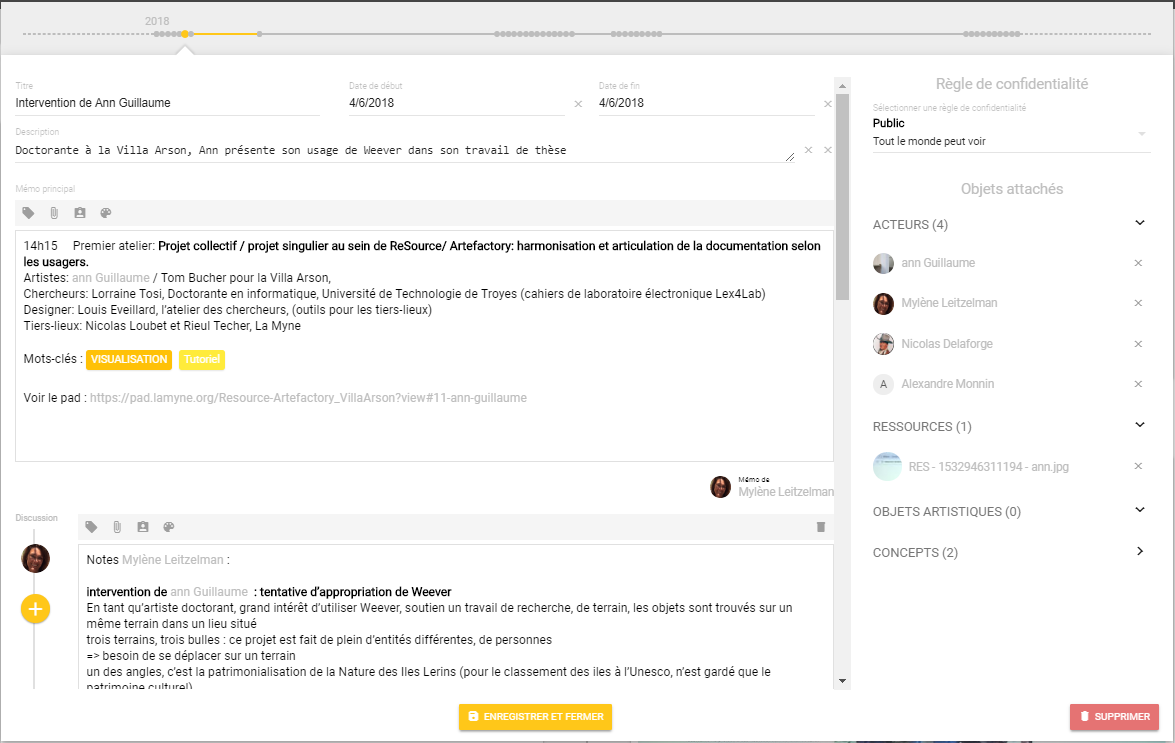 2018
Titre
Intervention de Ann Guillaume
Date de début
4/6/2018
Date de fin
4/6/2018
Description
Doctorante à la Villa Arson, Ann présente son usage de Weever dans son travail de thèse
Mémo principal
14h15 Premier atelier: Projet collectif / projet singulier au sein de ReSource/ Artefactory: harmonisation et articulation de la documentation selon
les usagers.
Artistes: ann Guillaume / Tom Bucher pour la Villa Arson,
Chercheurs: Lorraine Tosi, Doctorante en informatique, Université de Technologie de Troyes (cahiers de laboratoire électronique Lex4Lab)
Designer: Louis Eveillard, l'atelier des chercheurs, (outils pour les tiers-lieux)
Tiers-lieux: Nicolas Loubet et Rieul Techer, La Myne
Mots-clés : VISUALISATION Tutoriel
Voir le pad : https://pad.lamyne.org/Resource-Artefactory_VillaArson?view#11-ann-guillaume
Mémo de
Mylène Leitzelman
Discussion
Notes Mylène Leitzelman :
intervention de ann Guillaume : tentative d'appropriation de Weever
En tant qu'artiste doctorant, grand intérêt d'utiliser Weever, soutien un travail de recherche, de terrain, les objets sont trouvés sur un
même terrain dans un lieu situé
trois terrains, trois bulles : ce projet est fait de plein d'entités différentes, de personnes
=> besoin de se déplacer sur un terrain
un des angles, c'est la patrimonialisation de la Nature des Iles Lerins (pour le classement des iles à l'Unesco, n'est gardé que le
patrimoine culturel)
ENREGISTRER ET FERMER
Règle de confidentialité
Sélectionner une règle de confidentialité
Public
Tout le monde peut voir
Objets attachés
ACTEURS (4)
ann Guillaume
Mylène Leitzelman
Nicolas Delaforge
A Alexandre Monnin
RESSOURCES (1)
RES - 1532946311194 - ann.jpg
OBJETS ARTISTIQUES (0)
CONCEPTS (2)
SUPPRIMER